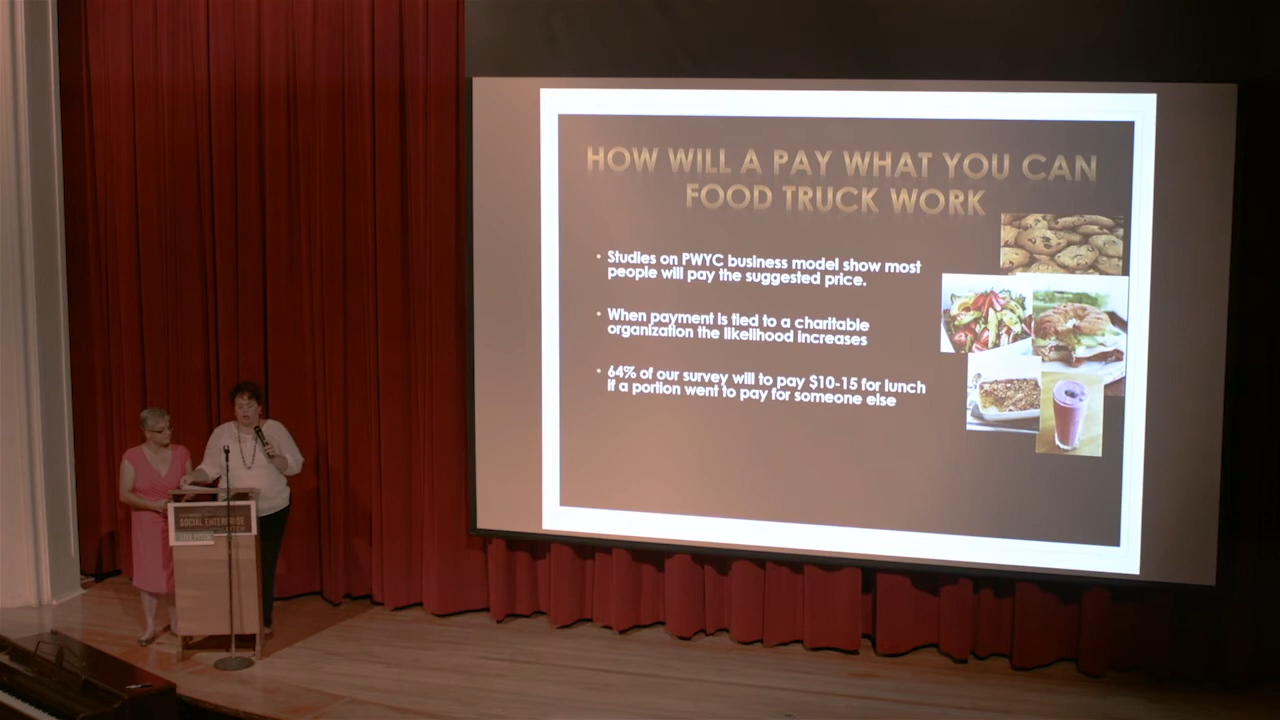 HOW WILL A PAY WHAT YOU CAN
FOOD TRUCK WORK
• Studies on PWYC business model show most
people will pay the suggested price.
• When payment is tied to a charitable
organization the likelihood increases
• 64% of our survey will to pay $10-15 for lunch
if a portion went to pay for someone else
SOCIAL ENTERPRISE